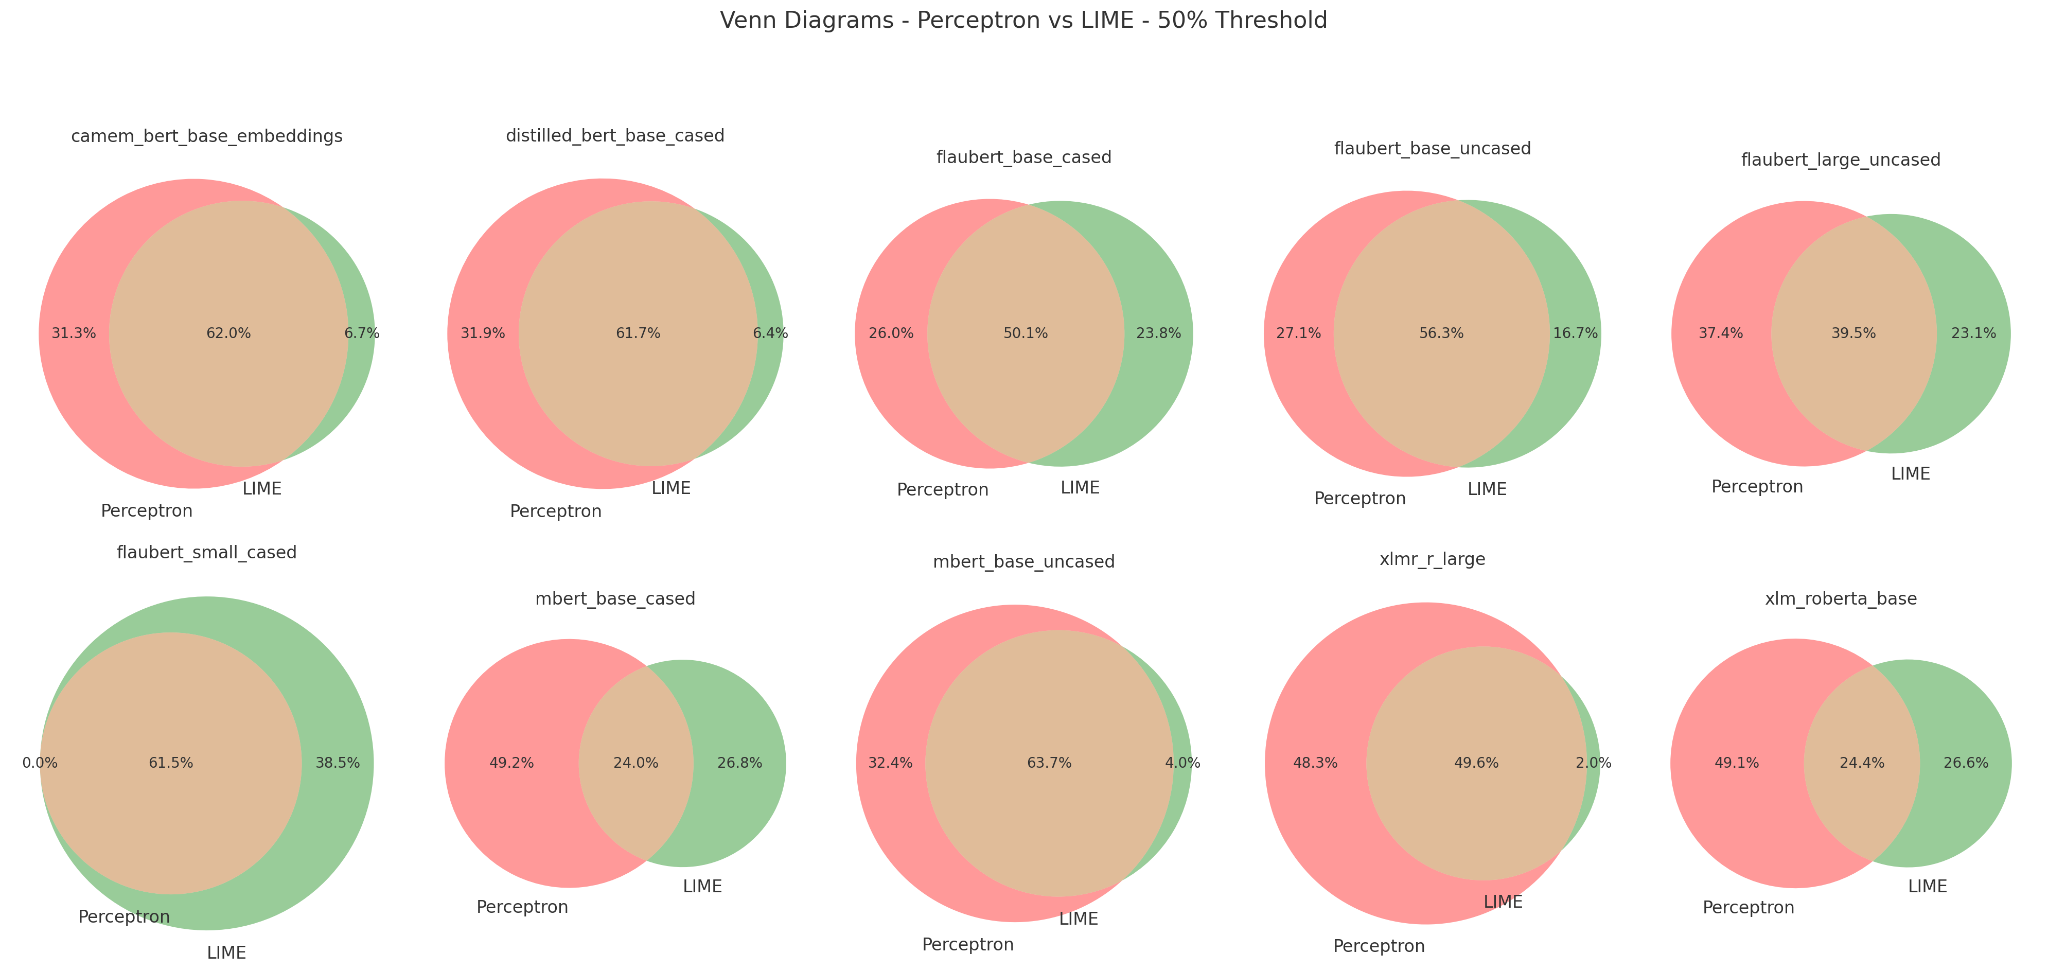 Venn Diagrams - Perceptron vs LIME - 50% Threshold
camem_bert_base_embeddings
31.3%
62.0%
6.7%
Perceptron
LIME
distilled_bert_base_cased
31.9%
61.7%
6.4%
Perceptron
LIME
flaubert_base_cased
26.0%
50.1%
23.8%
Perceptron
LIME
flaubert_base_uncased
27.1%
56.3%
16.7%
Perceptron
LIME
flaubert_large_uncased
37.4%
39.5%
23.1%
Perceptron
LIME
flaubert_small_cased
0.0%
61.5%
38.5%
Perceptron
LIME
mbert_base_cased
49.2%
24.0%
26.8%
Perceptron
LIME
mbert_base_uncased
32.4%
63.7%
4.0%
Perceptron
LIME
xlmr_r_large
48.3%
49.6%
2.0%
Perceptron
LIME
xlm_roberta_base
49.1%
24.4%
26.6%
Perceptron
LIME